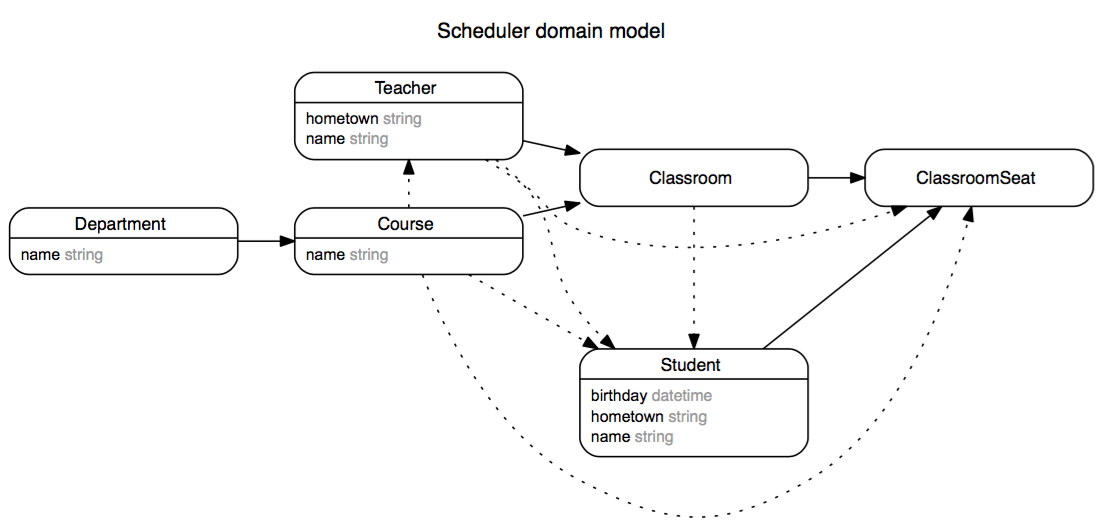 Scheduler domain model
Teacher
hometown string
name string
Classroom
ClassroomSeat
Department
name string
Course
name string
Student
birthday datetime
hometown string
name string